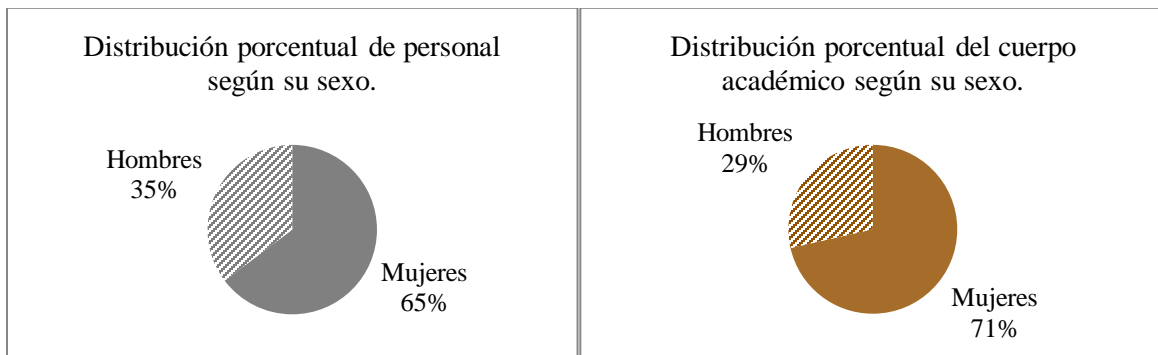 Distribución porcentual de personal
según su sexo.
Hombres
35%
Mujeres
65%
Distribución porcentual del cuerpo
académico según su sexo.
Hombres
29%
Mujeres
71%